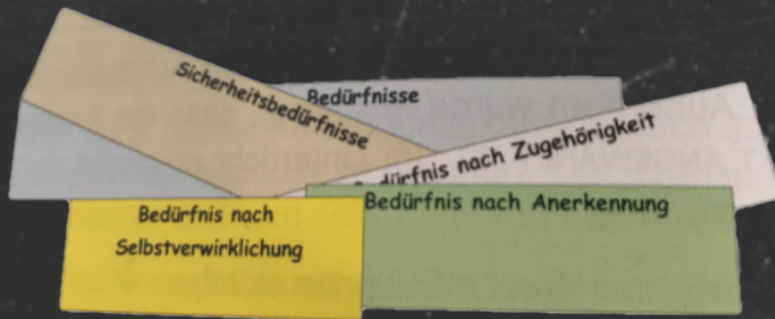 Sicherheitsbedürfnisse
Bedürfnisse
Bedürfnis nach Zugehörigkeit
Bedürfnis nach Anerkennung
Bedürfnis nach
Selbstverwirklichung